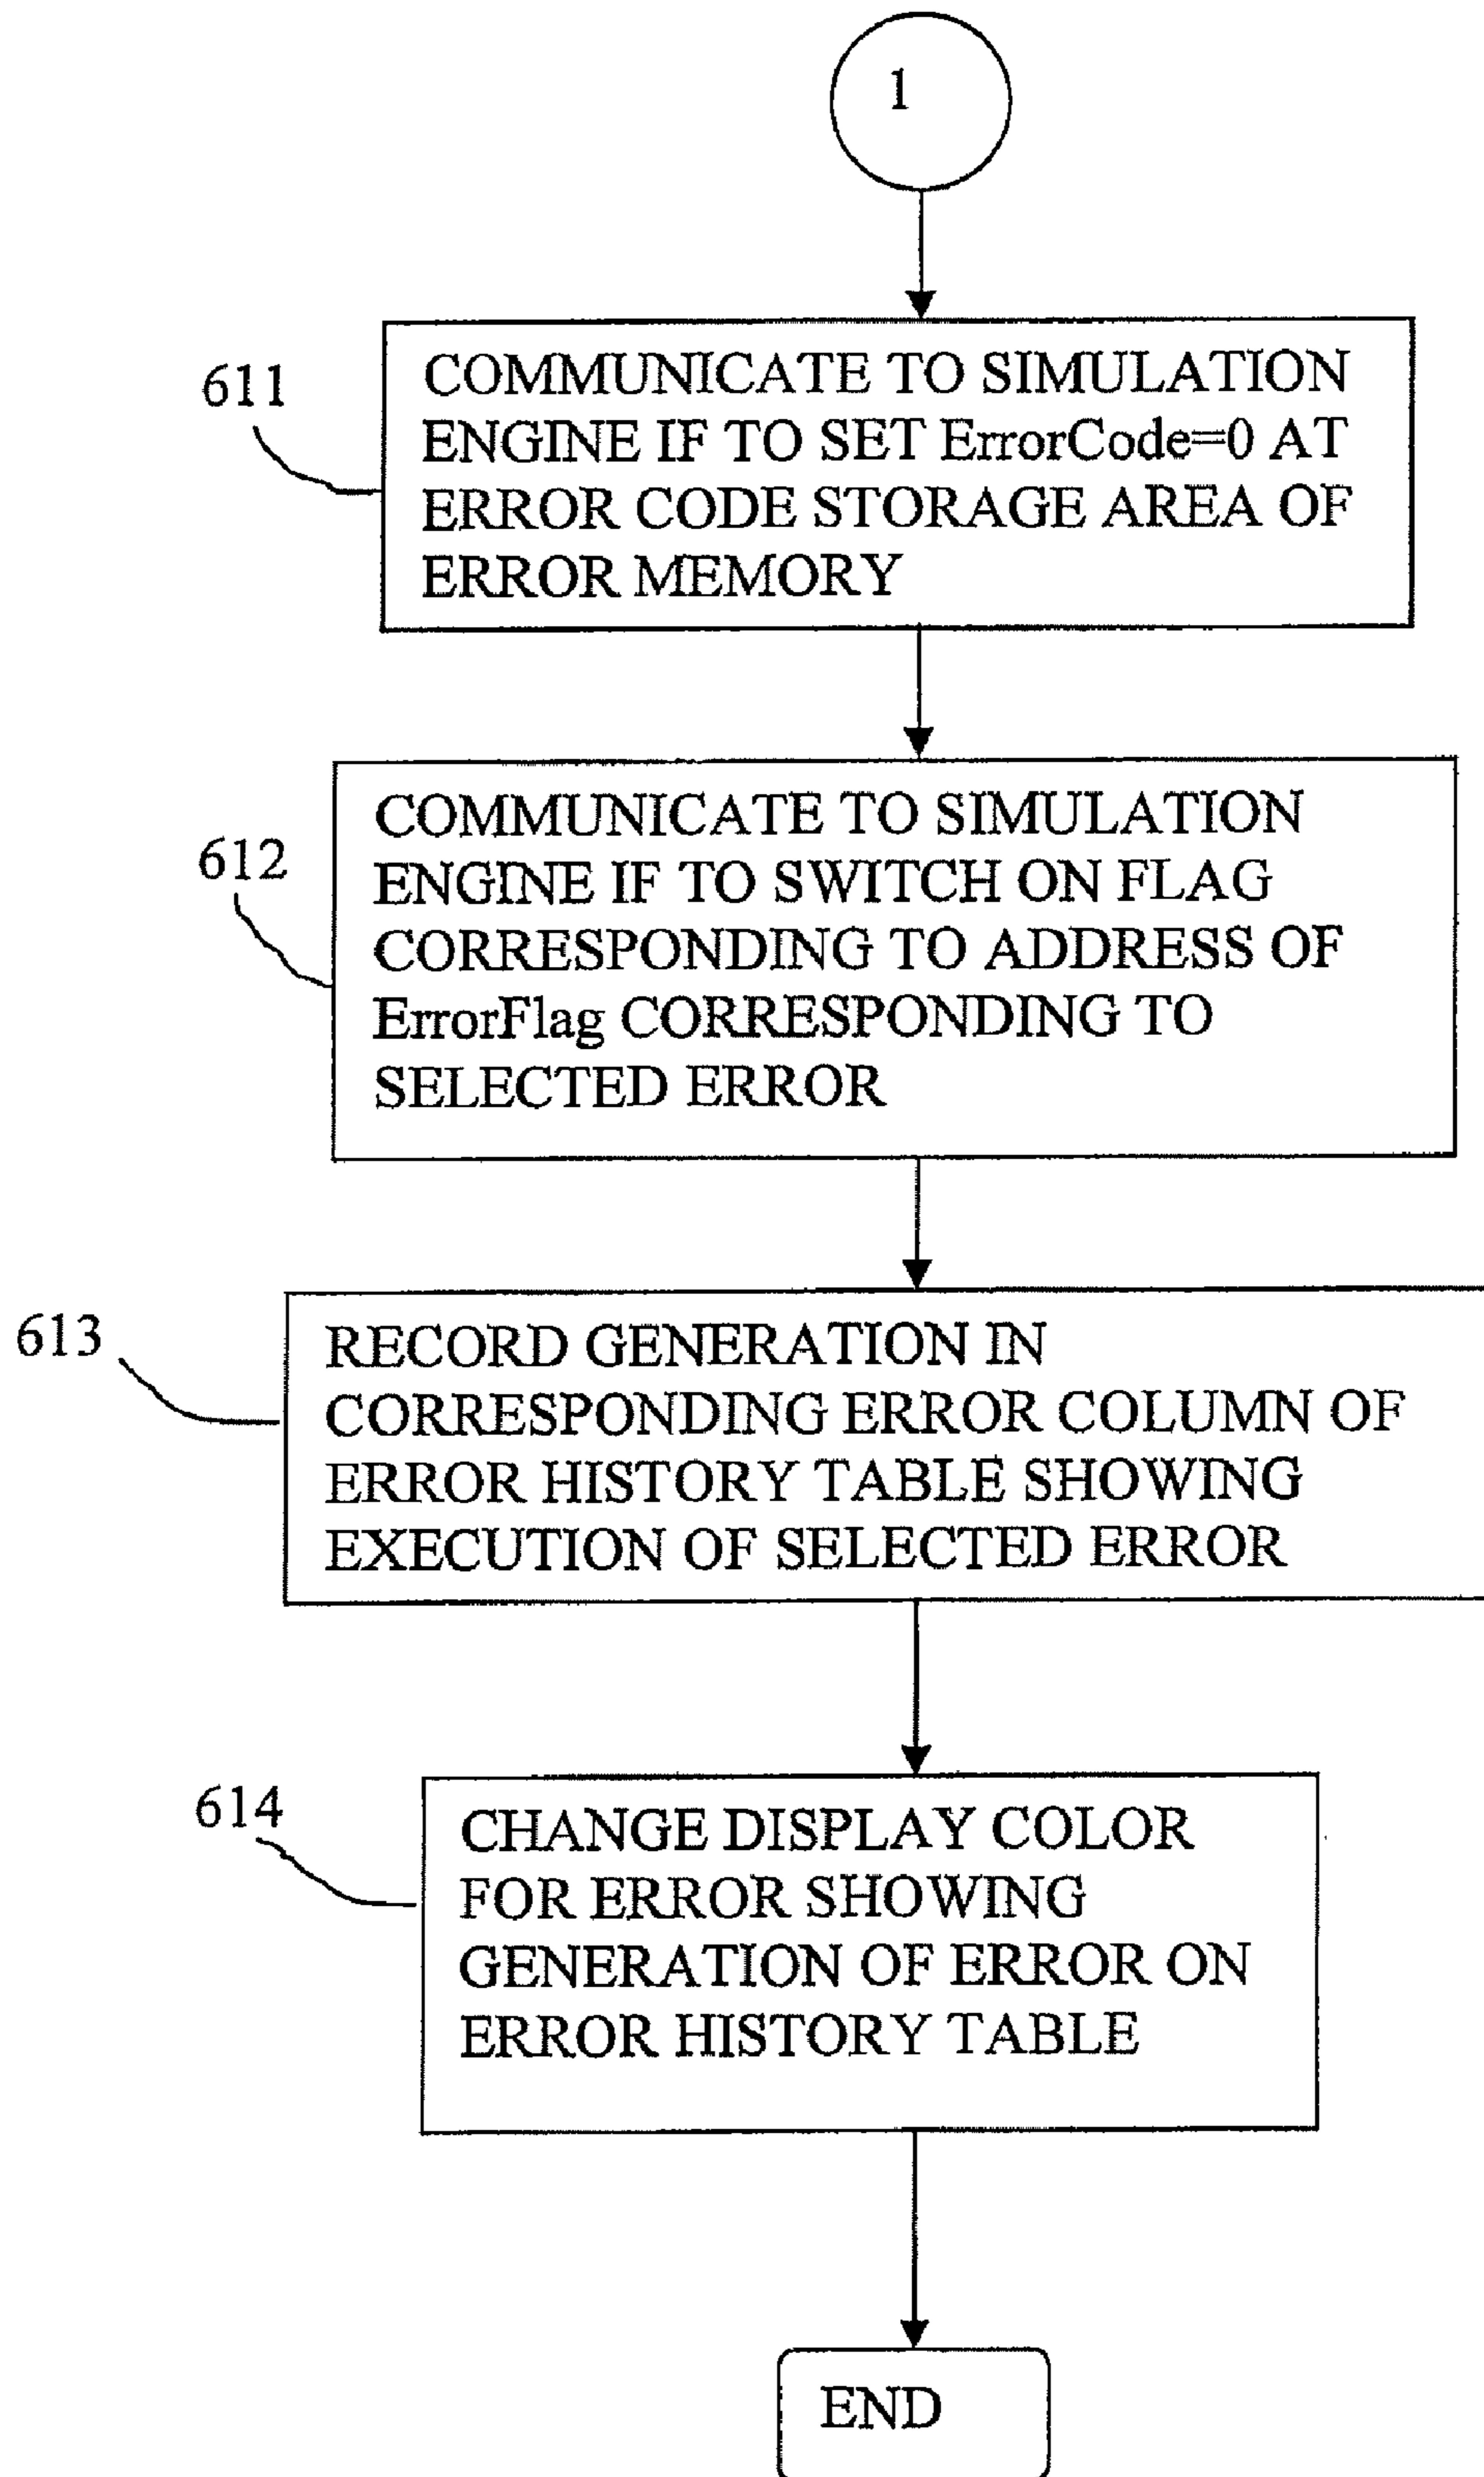 1
611
COMMUNICATE TO SIMULATION
ENGINE IF TO SET ErrorCode=0 AT
ERROR CODE STORAGE AREA OF
ERROR MEMORY
612
COMMUNICATE TO SIMULATION
ENGINE IF TO SWITCH ON FLAG
CORRESPONDING TO ADDRESS OF
ErrorFlag CORRESPONDING TO
SELECTED ERROR
613
RECORD GENERATION IN
CORRESPONDING ERROR COLUMN OF
ERROR HISTORY TABLE SHOWING
EXECUTION OF SELECTED ERROR
614
CHANGE DISPLAY COLOR
FOR ERROR SHOWING
GENERATION OF ERROR ON
ERROR HISTORY TABLE
END